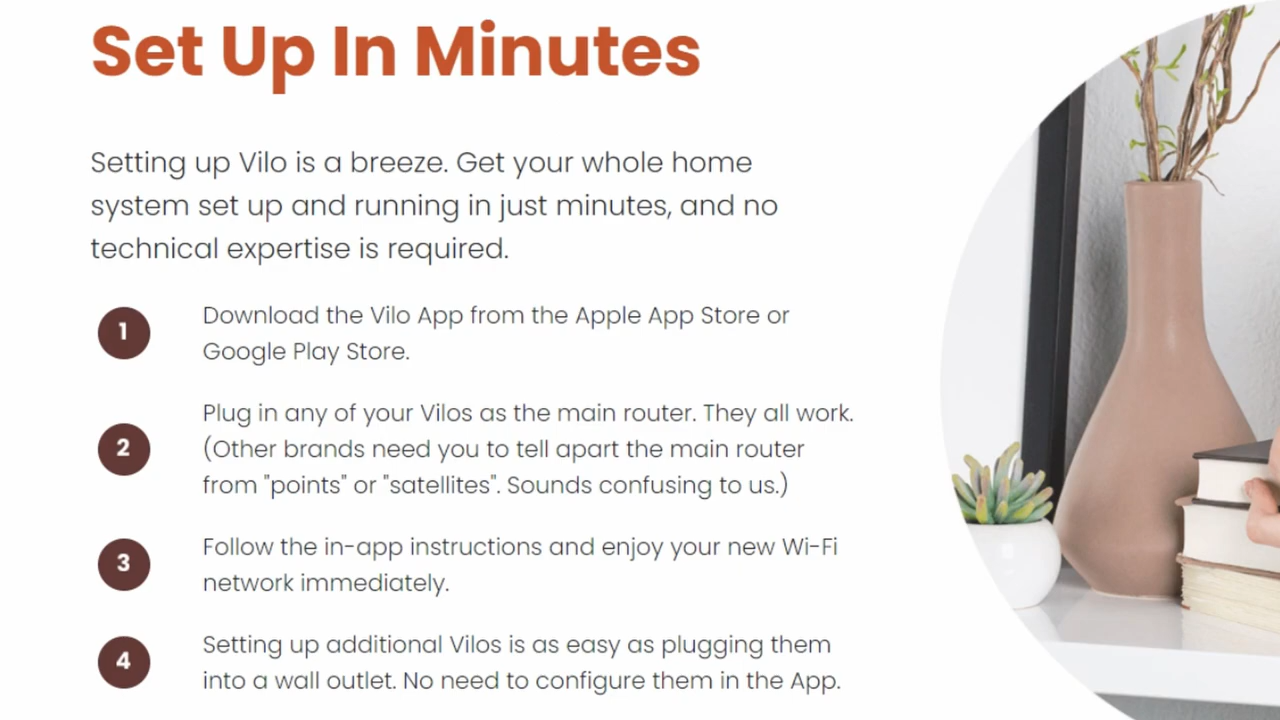 Set Up In Minutes
Setting up Vilo is a breeze. Get your whole home
system set up and running in just minutes, and no
technical expertise is required.
1
Download the Vilo App from the Apple App Store or
Google Play Store.
2
Plug in any of your Vilos as the main router. They all work.
(Other brands need you to tell apart the main router
from "points" or "satellites". Sounds confusing to us.)
3
Follow the in-app instructions and enjoy your new Wi-Fi
network immediately.
4
Setting up additional Vilos is as easy as plugging them
into a wall outlet. No need to configure them in the App.